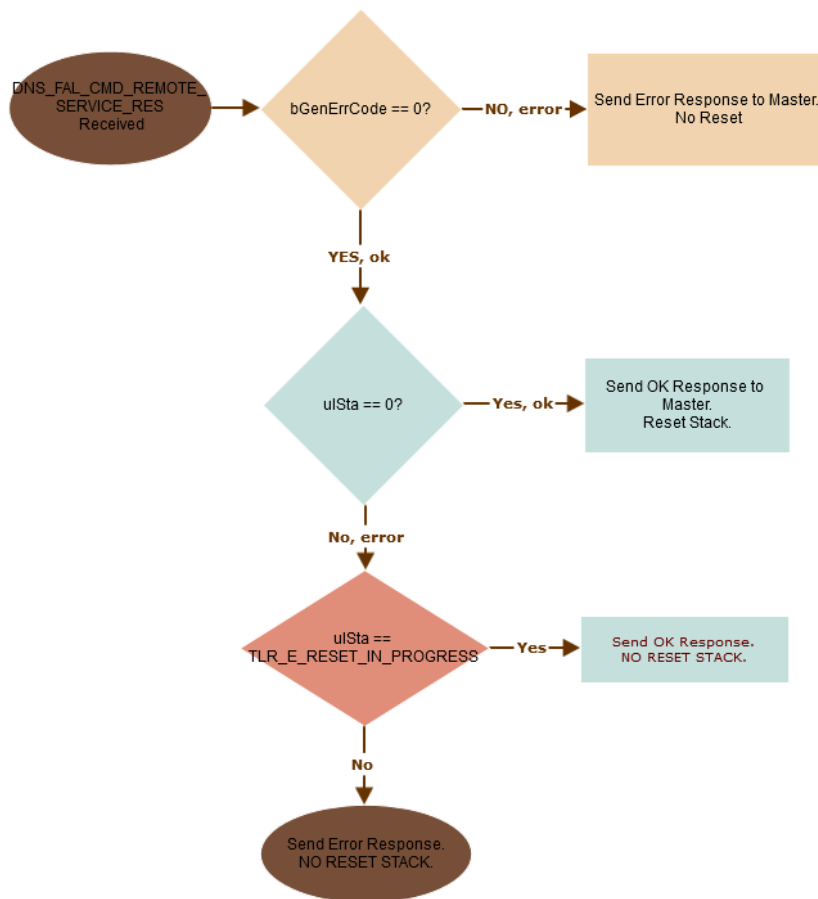 DNS_FAL_CMD_REMOTE_
SERVICE_RES
Received
bGenErrCode == 0?
NO, error
Send Error Response to Master.
No Reset
YES, ok
ulSta == 0?
Yes, ok
Send OK Response to
Master.
Reset Stack.
No, error
ulSta ==
TLR_E_RESET_IN_PROGRESS
Yes
Send OK Response.
NO RESET STACK.
No
Send Error Response.
NO RESET STACK.